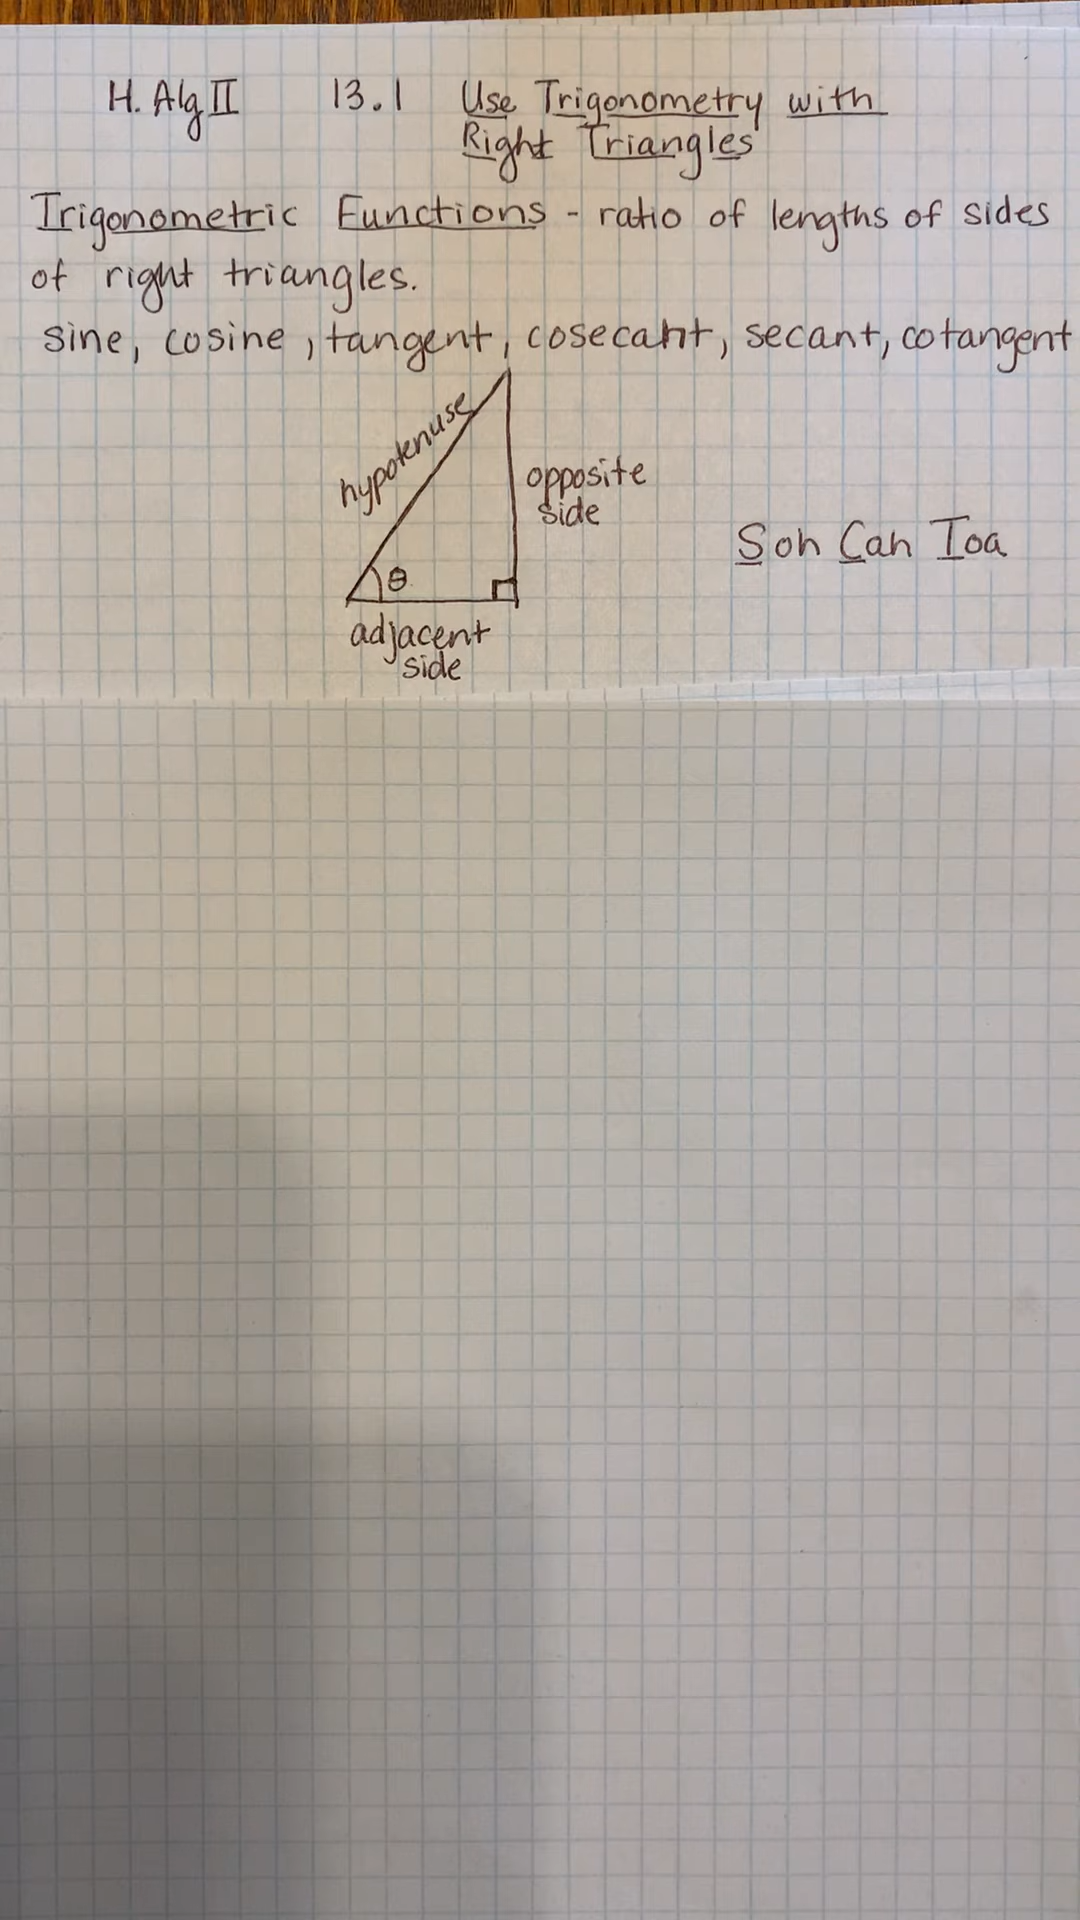 H. Alg II 13.1 Use Trigonometry with
Right Triangles
Trigonometric Functions - ratio of lengths of sides
of right triangles.
sine, cosine, tangent, cosecant, secant, cotangent
hypotenuse
opposite
side
Soh Cah Toa
θ
adjacent
side